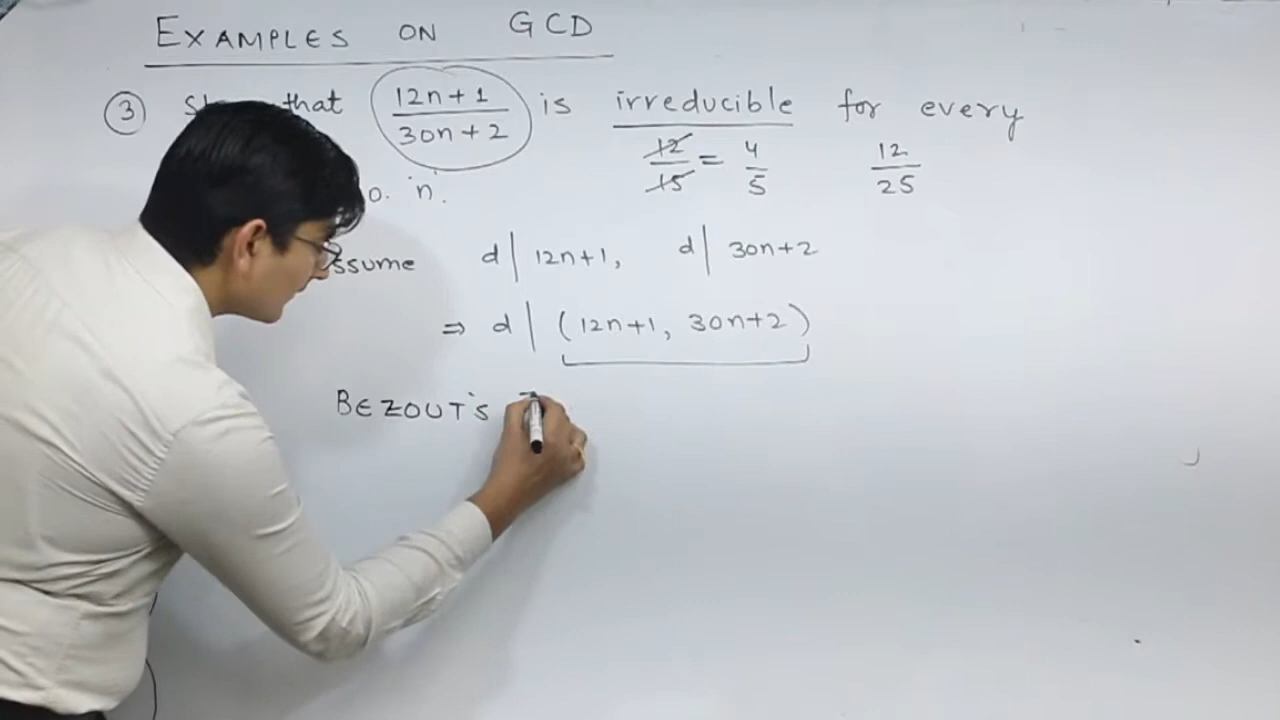 EXAMPLES ON GCD
③ that 12n+1 / 30n+2 is irreducible for every
12/15 = 4/5 12/25
o. 'n'.
ssume d | 12n+1, d | 30n+2
⇒ d | (12n+1, 30n+2)
BEZOUT'S